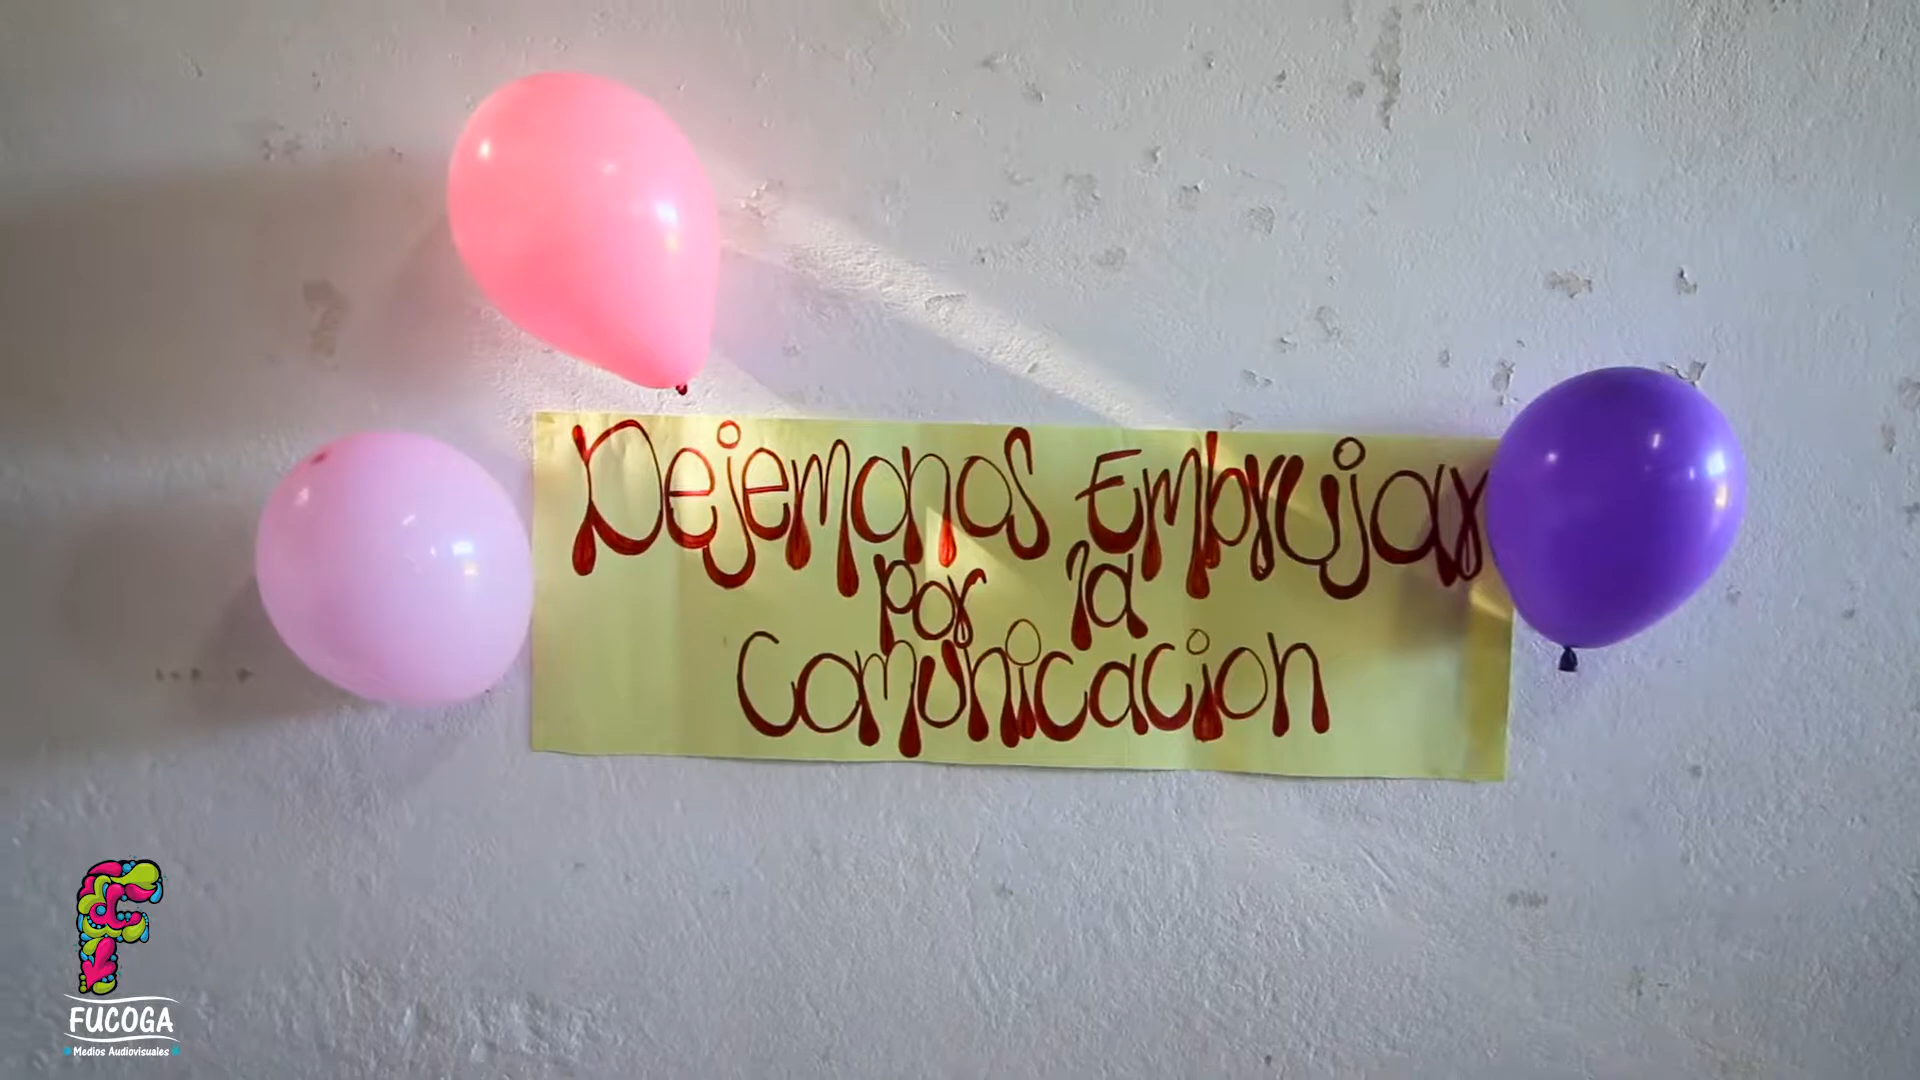 Dejemonos Embrujar
por la
Comunicacion
FUCOGA
Medios Audiovisuales